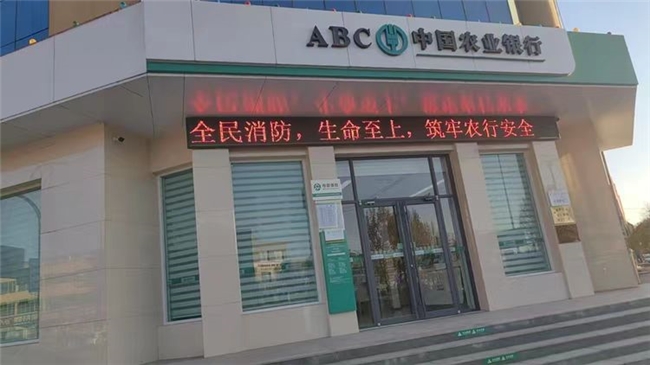 ABC 中国农业银行
全民消防，生命至上，筑牢农行安全